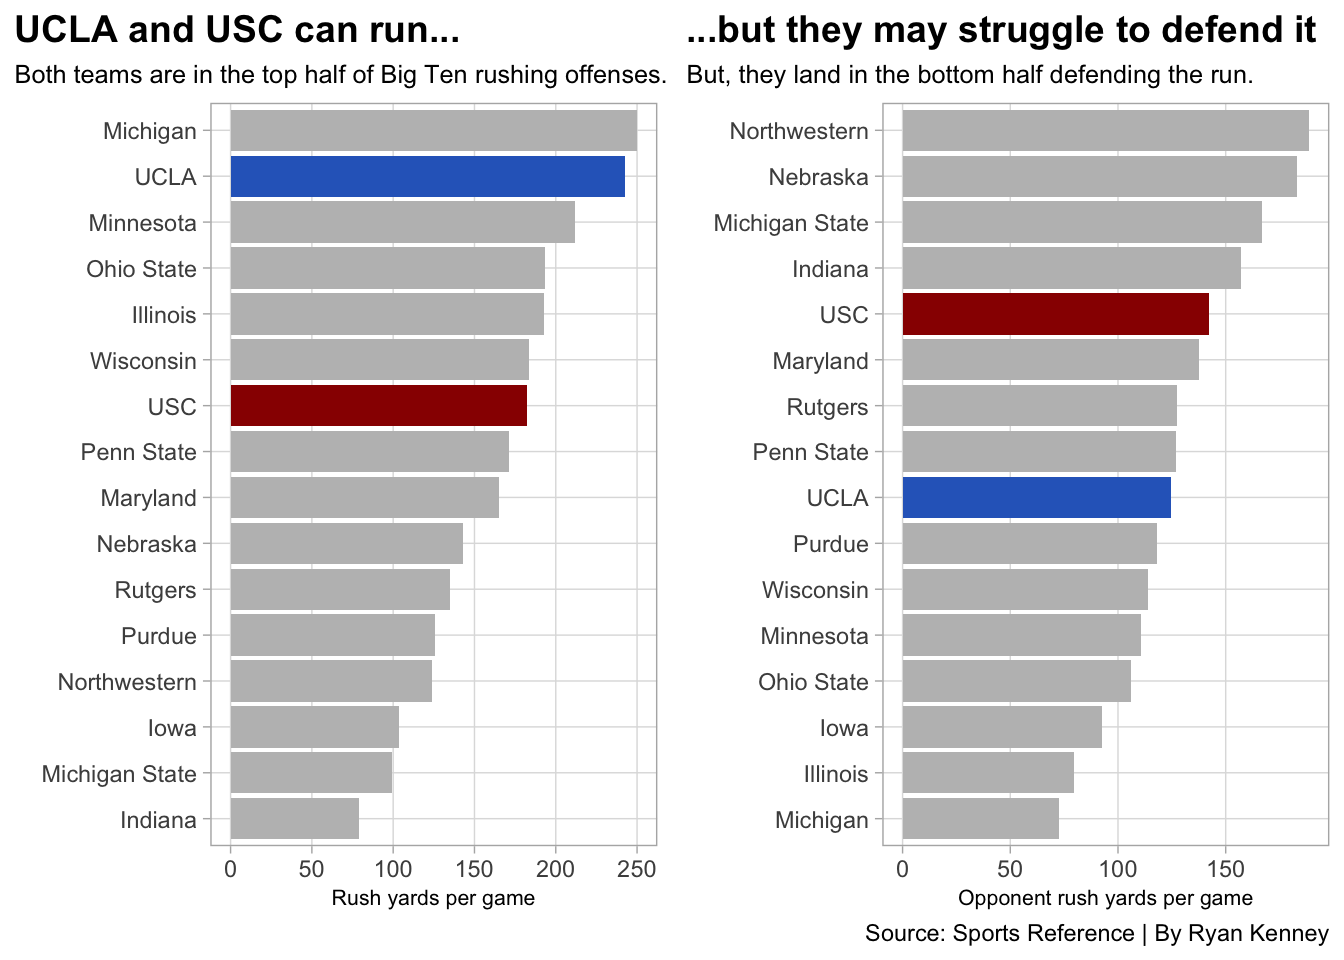 UCLA and USC can run...
Both teams are in the top half of Big Ten rushing offenses.
Michigan
UCLA
Minnesota
Ohio State
Illinois
Wisconsin
USC
Penn State
Maryland
Nebraska
Rutgers
Purdue
Northwestern
Iowa
Michigan State
Indiana
0 50 100 150 200 250
Rush yards per game
...but they may struggle to defend it
But, they land in the bottom half defending the run.
Northwestern
Nebraska
Michigan State
Indiana
USC
Maryland
Rutgers
Penn State
UCLA
Purdue
Wisconsin
Minnesota
Ohio State
Iowa
Illinois
Michigan
0 50 100 150
Opponent rush yards per game
Source: Sports Reference | By Ryan Kenney